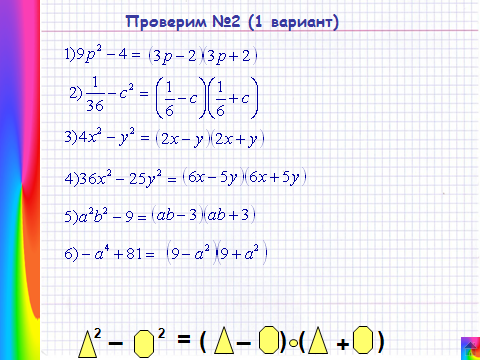 Проверим №2 (1 вариант)
1) 9p² − 4 = (3p − 2)(3p + 2)
2) 1/36 − c² = (1/6 − c)(1/6 + c)
3) 4x² − y² = (2x − y)(2x + y)
4) 36x² − 25y² = (6x − 5y)(6x + 5y)
5) a²b² − 9 = (ab − 3)(ab + 3)
6) − a⁴ + 81 = (9 − a²)(9 + a²)
△² − ⬡² = (△ − ⬡)∘(△ + ⬡)